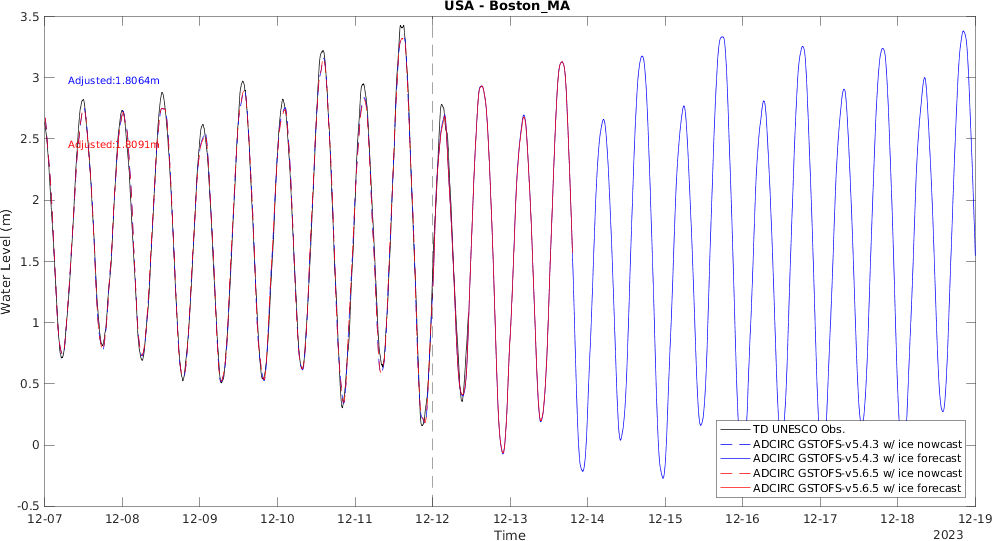 USA - Boston_MA
3.5
3
2.5
2
1.5
1
0.5
0
-0.5
Water Level (m)
Adjusted:1.8064m
Adjusted:1.8091m
TD UNESCO Obs.
ADCIRC GSTOFS-v5.4.3 w/ ice nowcast
ADCIRC GSTOFS-v5.4.3 w/ ice forecast
ADCIRC GSTOFS-v5.6.5 w/ ice nowcast
ADCIRC GSTOFS-v5.6.5 w/ ice forecast
12-07 12-08 12-09 12-10 12-11 12-12 12-13 12-14 12-15 12-16 12-17 12-18 12-19
Time
2023